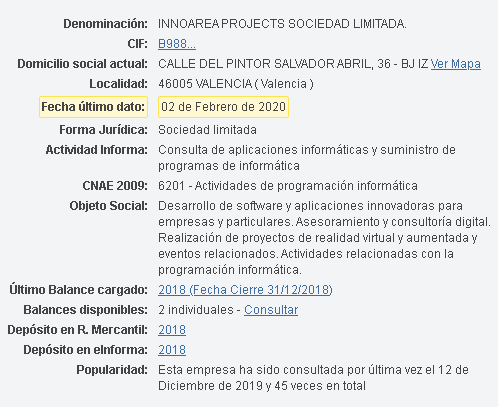 Denominación: INNOAREA PROJECTS SOCIEDAD LIMITADA.
CIF: B988...
Domicilio social actual: CALLE DEL PINTOR SALVADOR ABRIL, 36 - BJ IZ Ver Mapa
Localidad: 46005 VALENCIA ( Valencia )
Fecha último dato: 02 de Febrero de 2020
Forma Jurídica: Sociedad limitada
Actividad Informa: Consulta de aplicaciones informáticas y suministro de
programas de informática
CNAE 2009: 6201 - Actividades de programación informática
Objeto Social: Desarrollo de software y aplicaciones innovadoras para
empresas y particulares. Asesoramiento y consultoría digital.
Realización de proyectos de realidad virtual y aumentada y
eventos relacionados. Actividades relacionadas con la
programación informática.
Último Balance cargado: 2018 (Fecha Cierre 31/12/2018)
Balances disponibles: 2 individuales - Consultar
Depósito en R. Mercantil: 2018
Depósito en eInforma: 2018
Popularidad: Esta empresa ha sido consultada por última vez el 12 de
Diciembre de 2019 y 45 veces en total